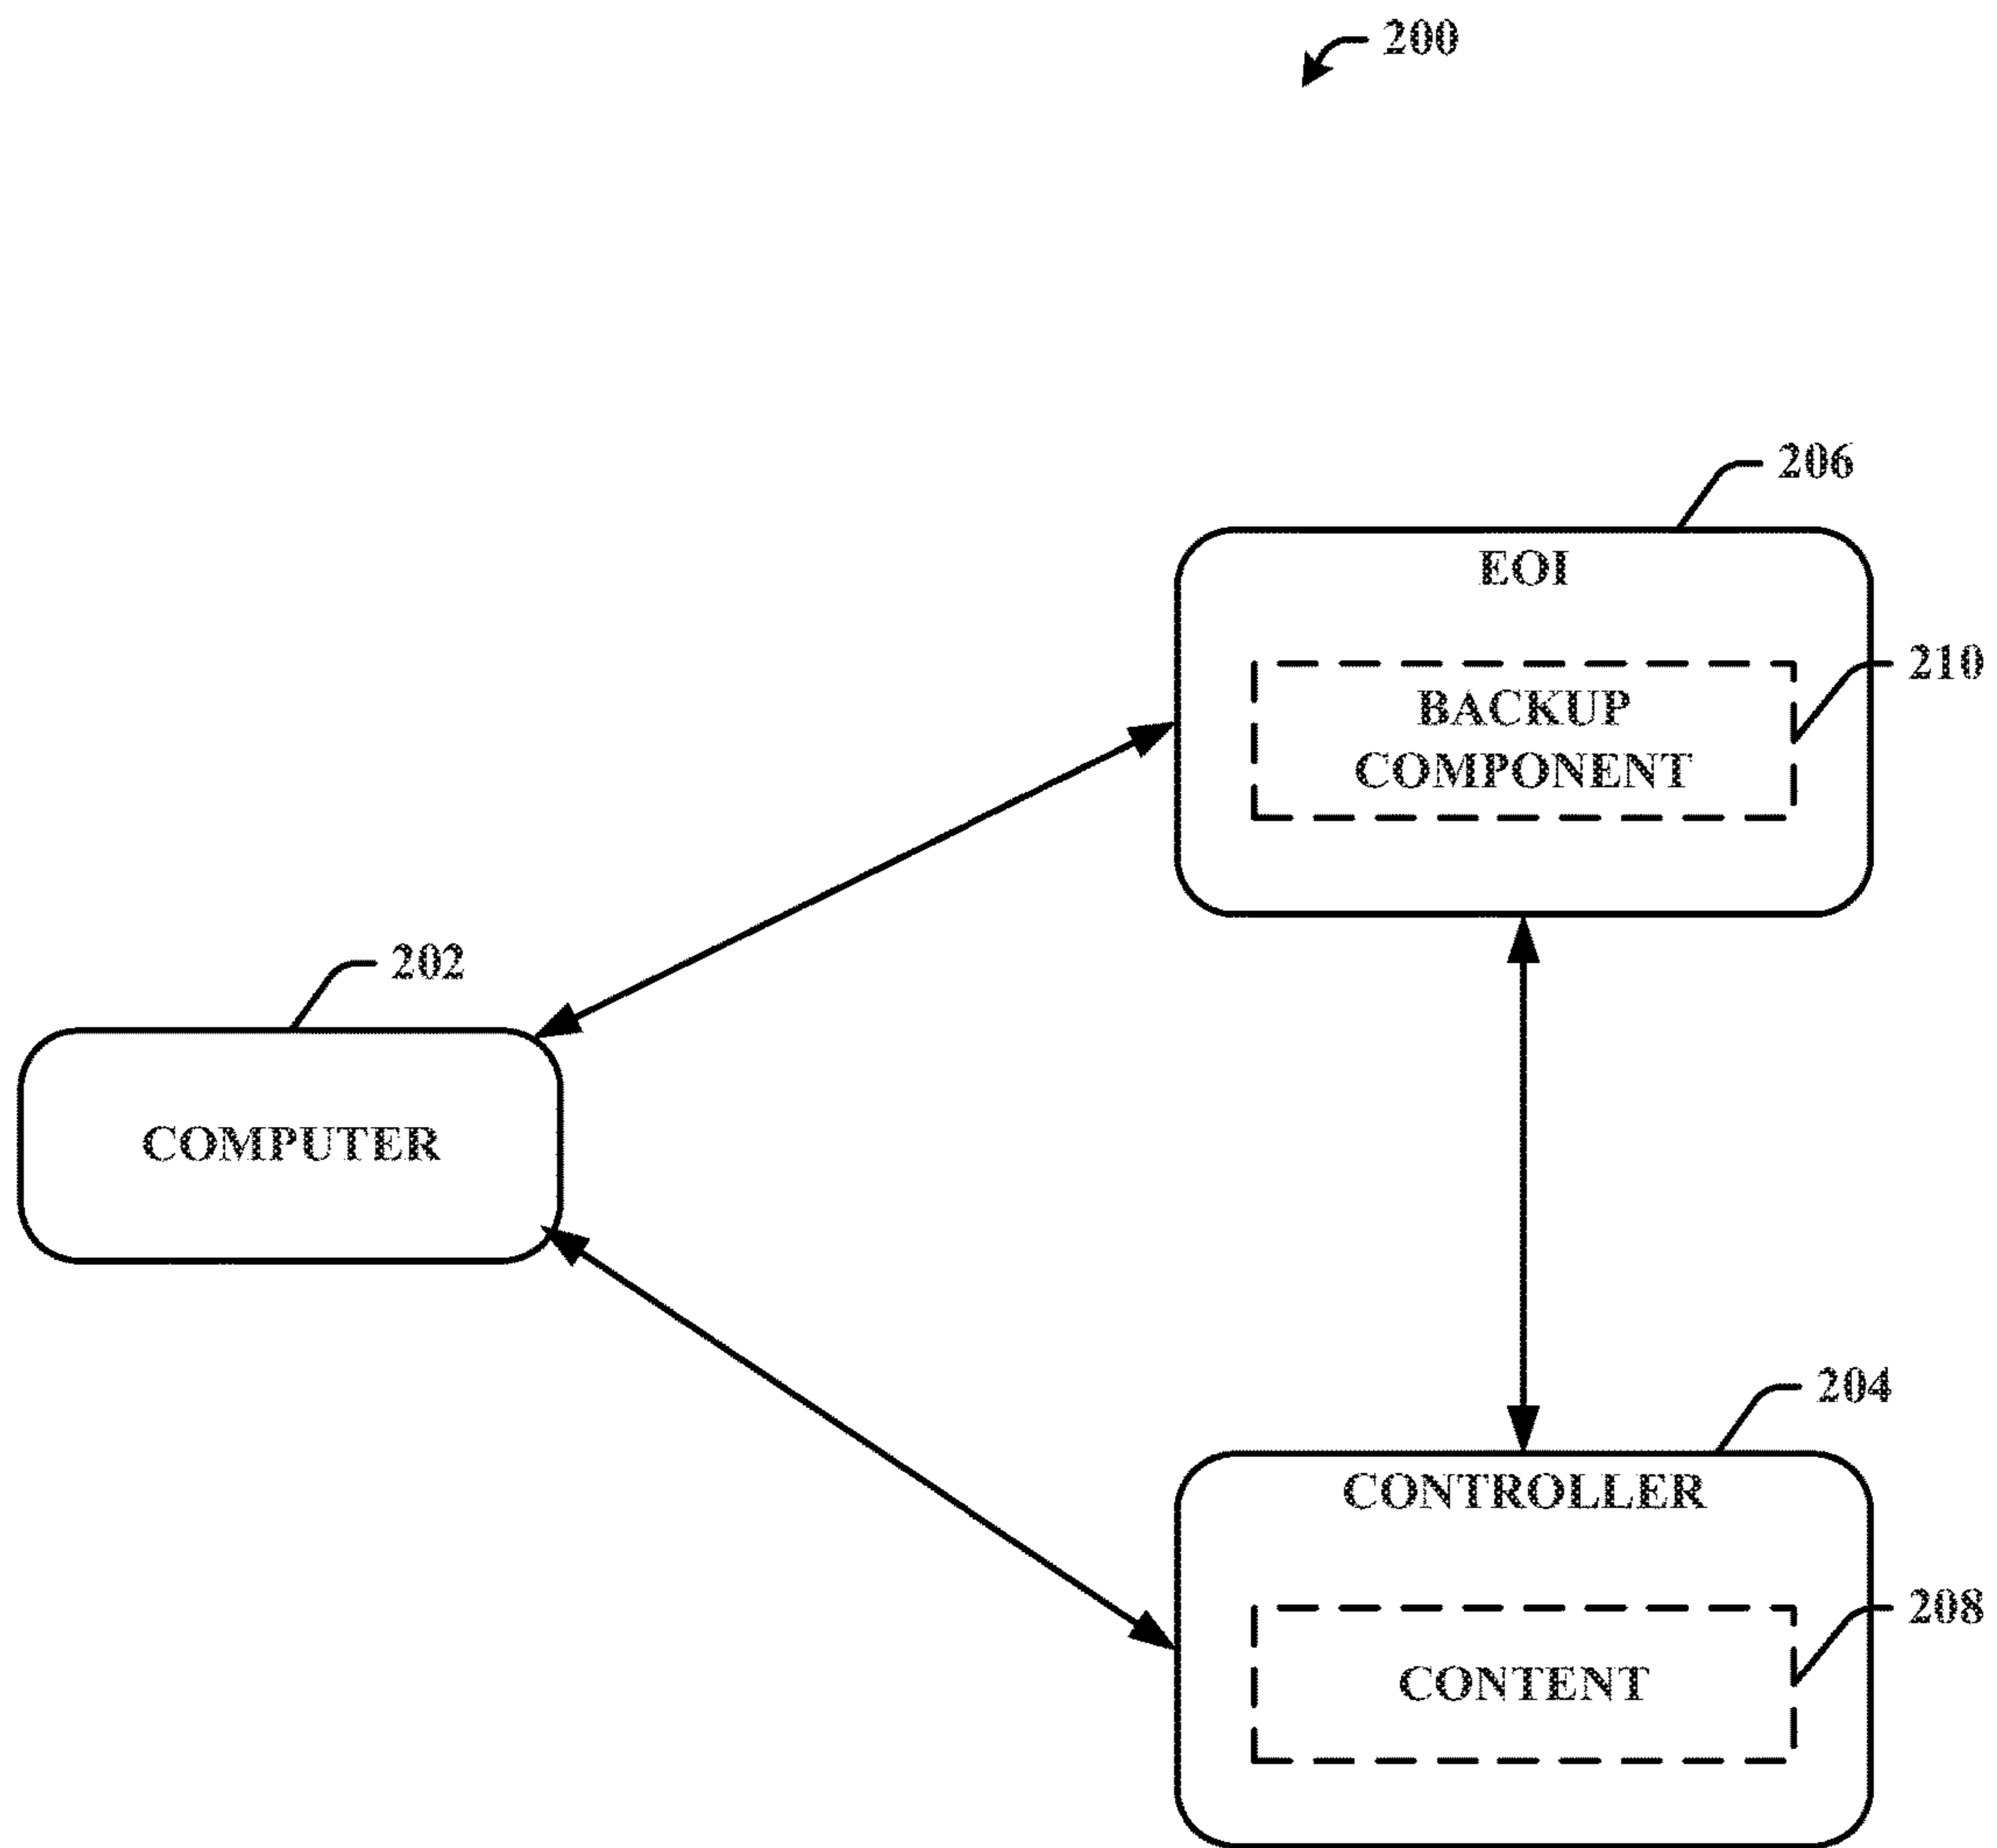 200
206
EOI
210
BACKUP
COMPONENT
202
COMPUTER
204
CONTROLLER
208
CONTENT